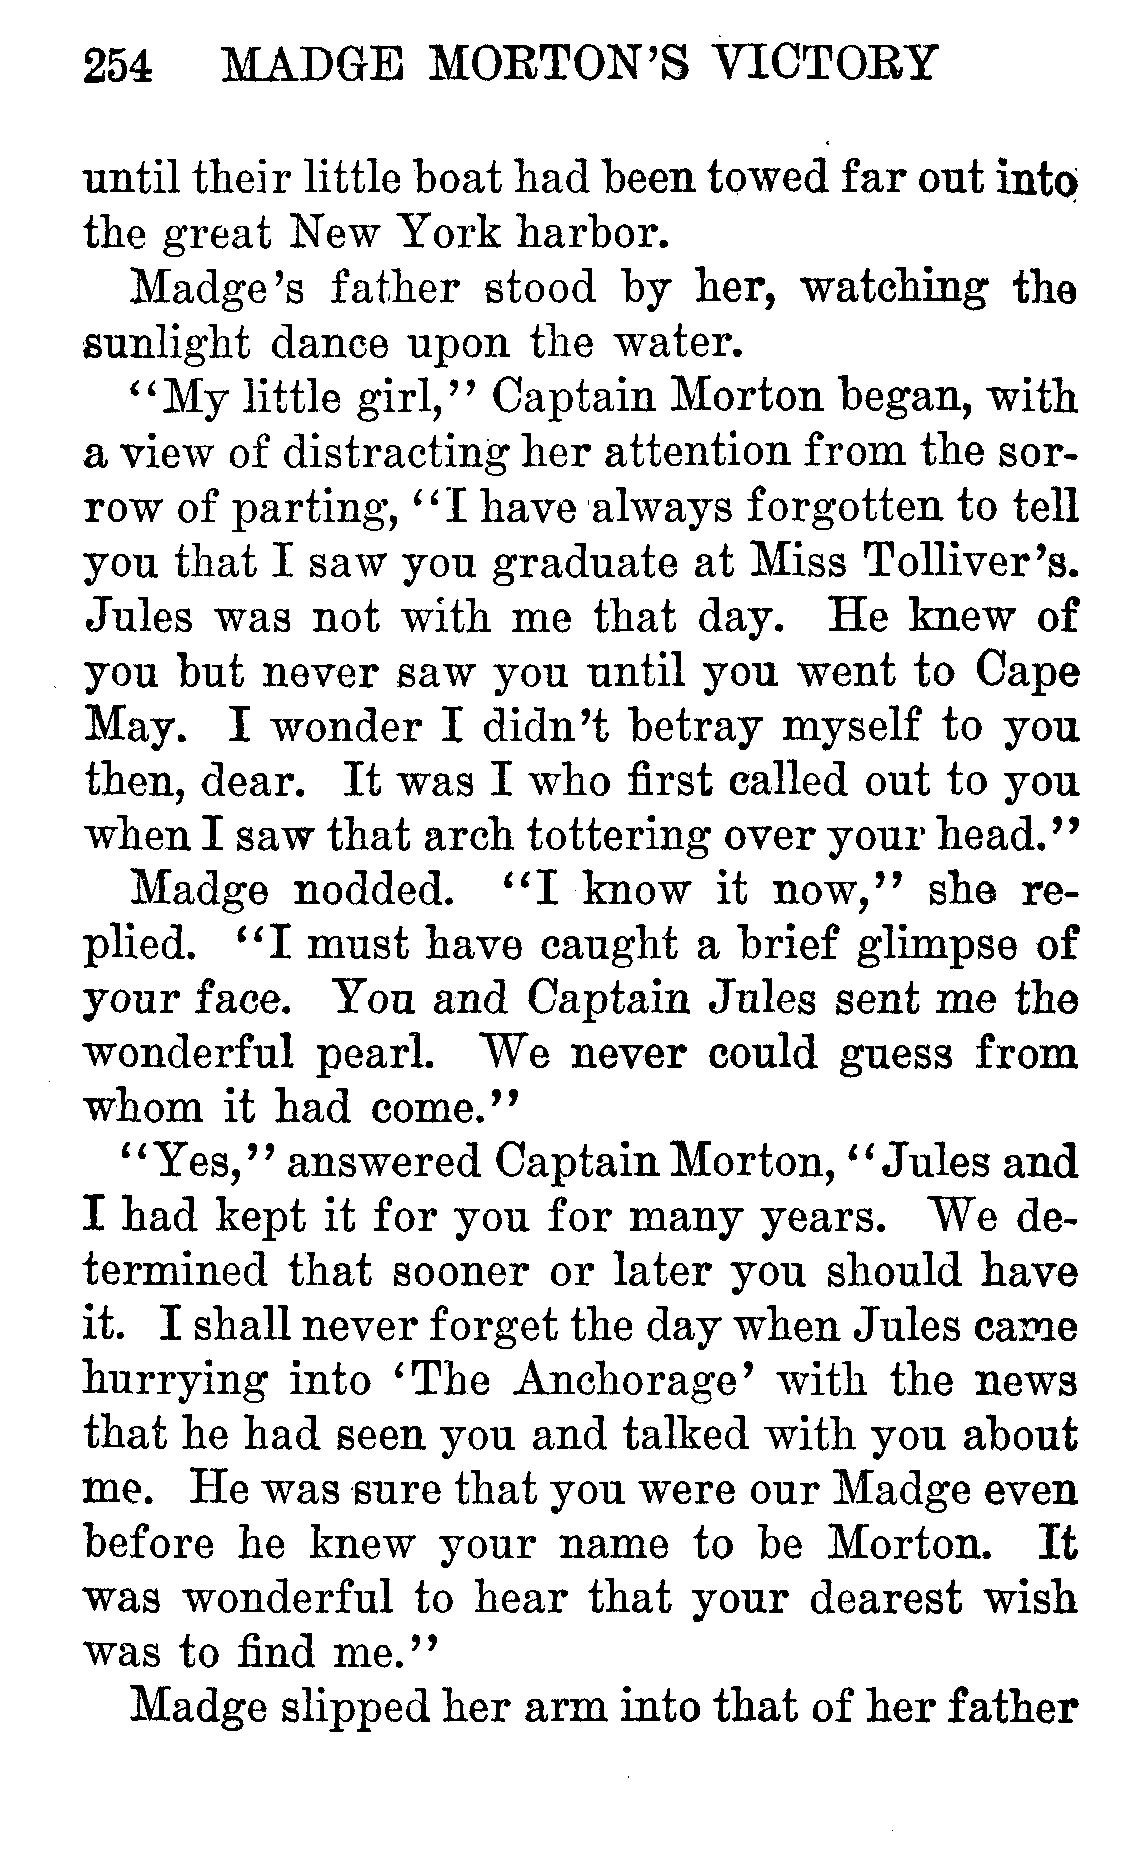 254 MADGE MORTON'S VICTORY
until their little boat had been towed far out into
the great New York harbor.
Madge's father stood by her, watching the
sunlight dance upon the water.
"My little girl," Captain Morton began, with
a view of distracting her attention from the sor-
row of parting, "I have always forgotten to tell
you that I saw you graduate at Miss Tolliver's.
Jules was not with me that day. He knew of
you but never saw you until you went to Cape
May. I wonder I didn't betray myself to you
then, dear. It was I who first called out to you
when I saw that arch tottering over your head."
Madge nodded. "I know it now," she re-
plied. "I must have caught a brief glimpse of
your face. You and Captain Jules sent me the
wonderful pearl. We never could guess from
whom it had come."
"Yes," answered Captain Morton, "Jules and
I had kept it for you for many years. We de-
termined that sooner or later you should have
it. I shall never forget the day when Jules came
hurrying into 'The Anchorage' with the news
that he had seen you and talked with you about
me. He was sure that you were our Madge even
before he knew your name to be Morton. It
was wonderful to hear that your dearest wish
was to find me."
Madge slipped her arm into that of her father